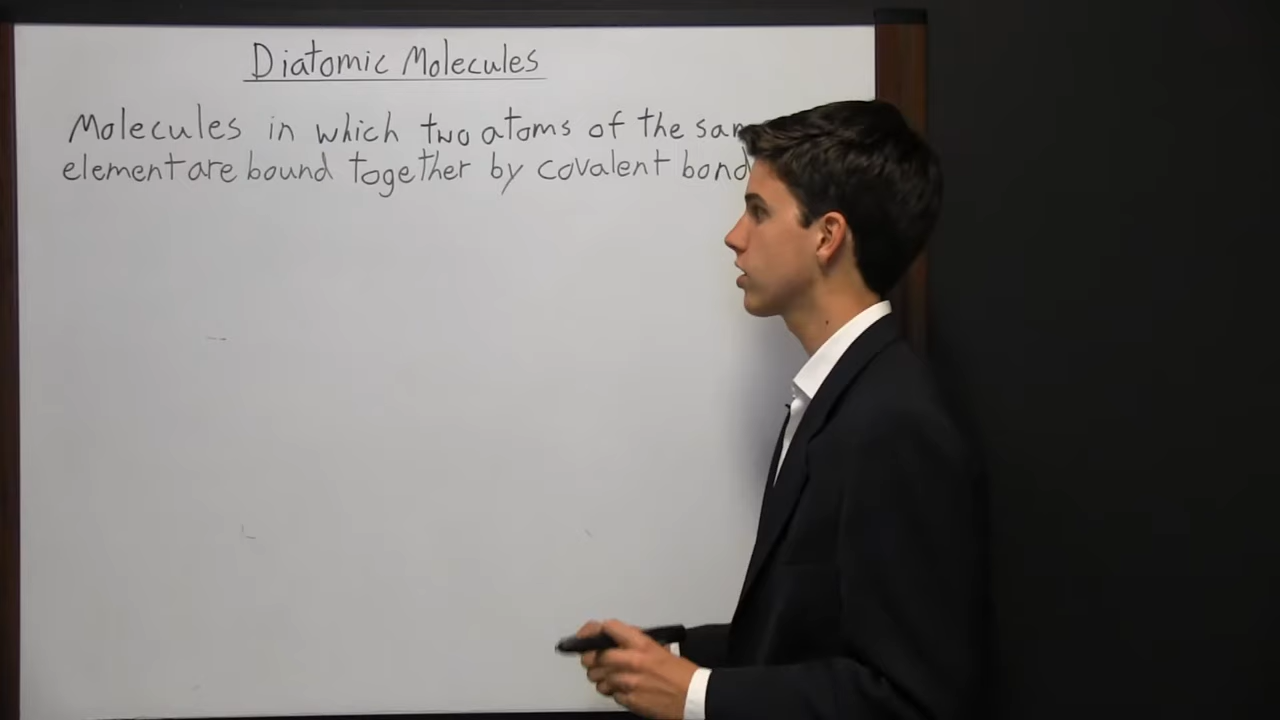 Diatomic Molecules
Molecules in which two atoms of the
element are bound together by covalent bond